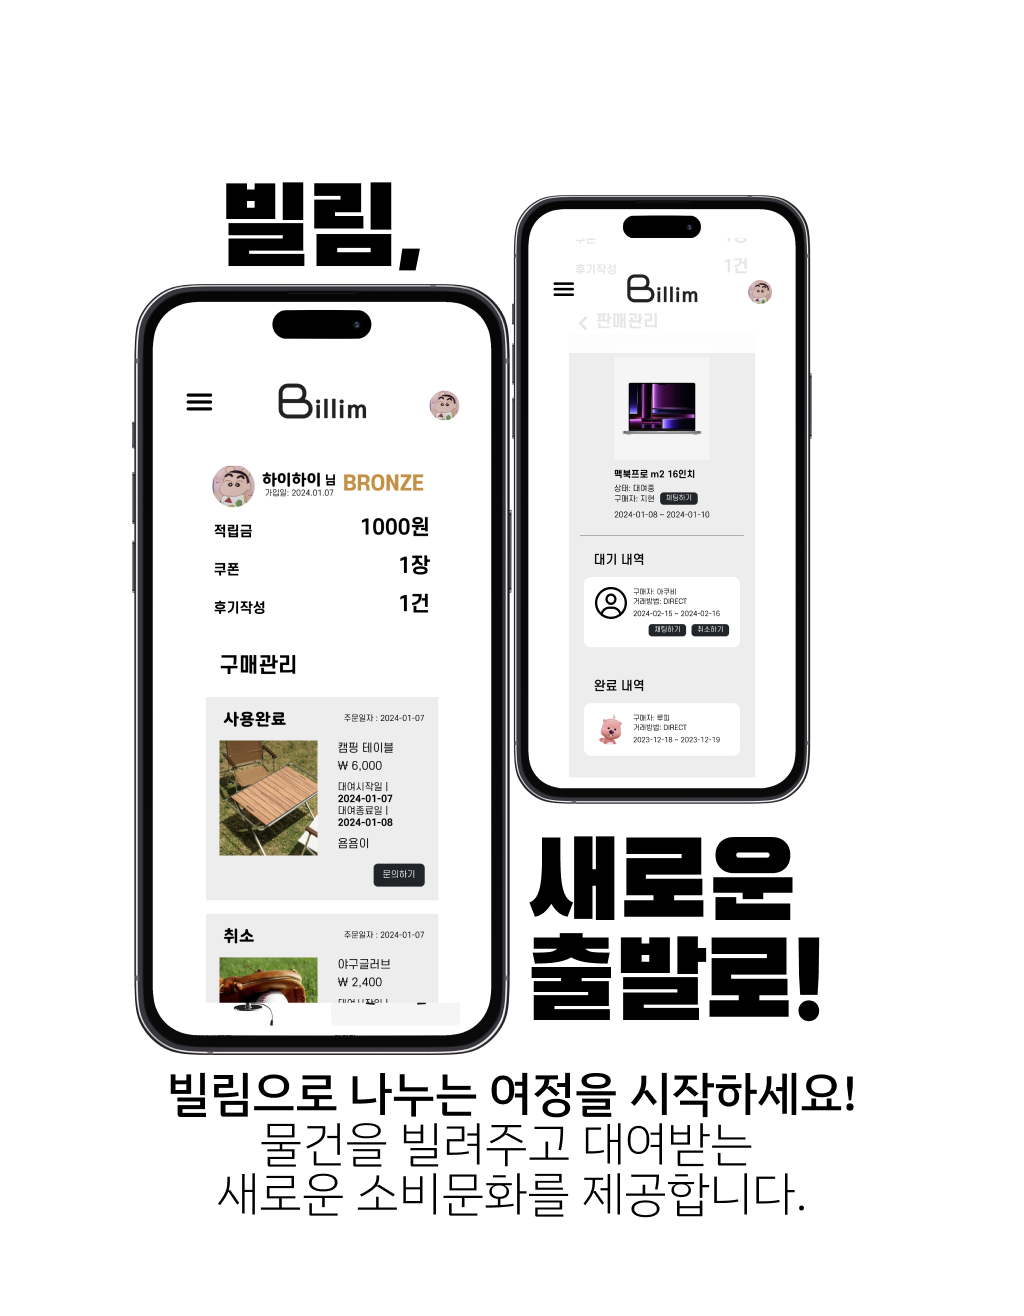 빌림,
Billim
하이하이 님 BRONZE
가입일: 2024.01.07
적립금 1000원
쿠폰 1장
후기작성 1건
구매관리
사용완료 주문일자 : 2024-01-07
캠핑 테이블
₩ 6,000
대여시작일 |
2024-01-07
대여종료일 |
2024-01-08
욤욤이
문의하기
취소 주문일자 : 2024-01-07
야구글러브
₩ 2,400
대여시작일 |
후기작성 1건
Billim
판매관리
맥북프로 m2 16인치
상태: 대여중
구매자: 지현 채팅하기
2024-01-08 ~ 2024-01-10
대기 내역
구매자: 아쿠비
거래방법: DIRECT
2024-02-15 ~ 2024-02-16
채팅하기 취소하기
완료 내역
구매자: 루피
거래방법: DIRECT
2023-12-18 ~ 2023-12-19
새로운
출발로!
빌림으로 나누는 여정을 시작하세요!
물건을 빌려주고 대여받는
새로운 소비문화를 제공합니다.